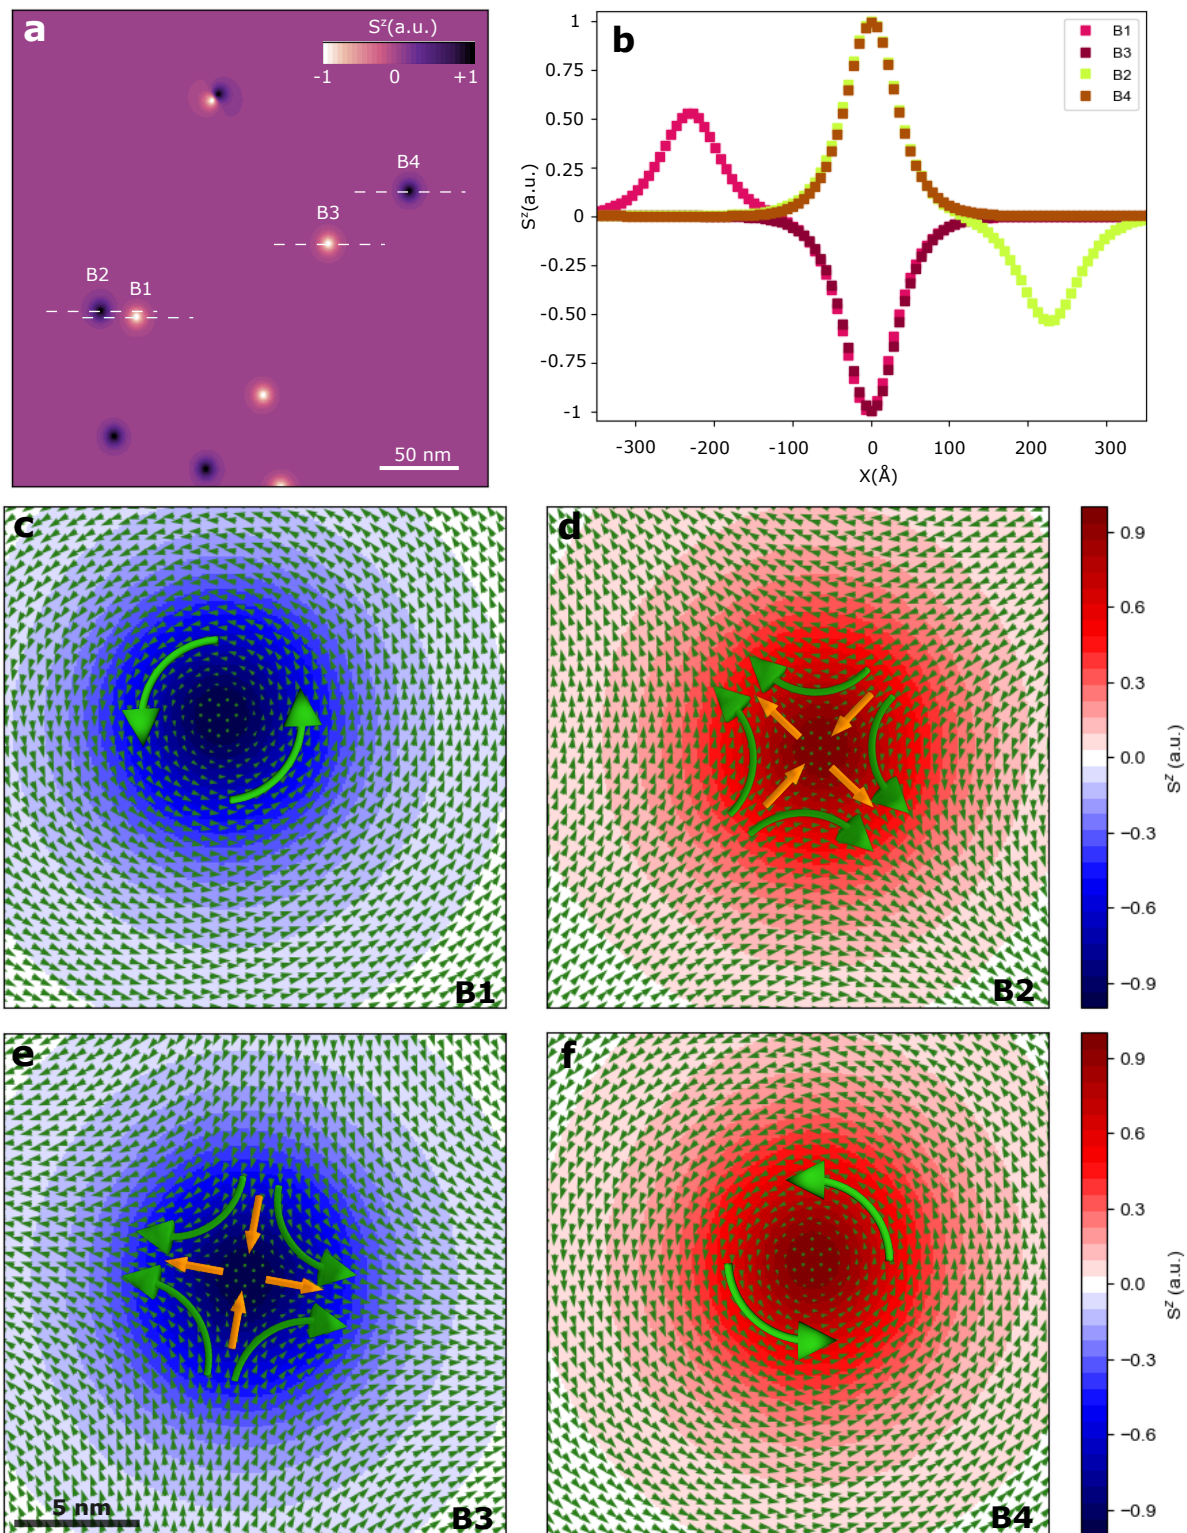 a
S^z(a.u.)
-1 0 +1
B4
B3
B2
B1
50 nm
b
1
0.75
0.50
0.25
0
-0.25
-0.50
-0.75
-1
S^z(a.u.)
B1
B3
B2
B4
-300 -200 -100 0 100 200 300
X(Å)
c
B1
d
B2
0.9
0.6
0.3
0.0
−0.3
−0.6
−0.9
S^z (a.u.)
e
5 nm
B3
f
B4
0.9
0.6
0.3
0.0
−0.3
−0.6
−0.9
S^z (a.u.)